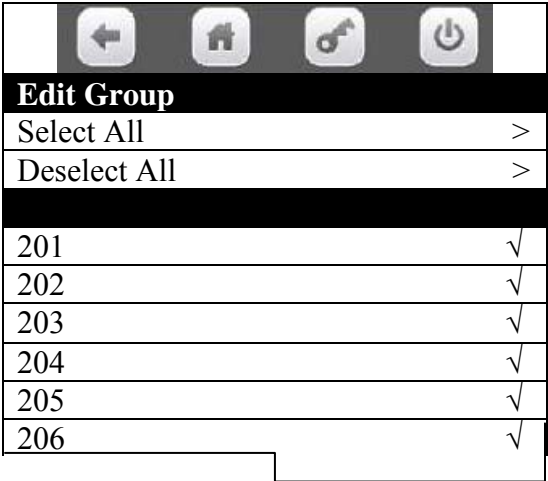 Edit Group
Select All >
Deselect All >
201 √
202 √
203 √
204 √
205 √
206 √